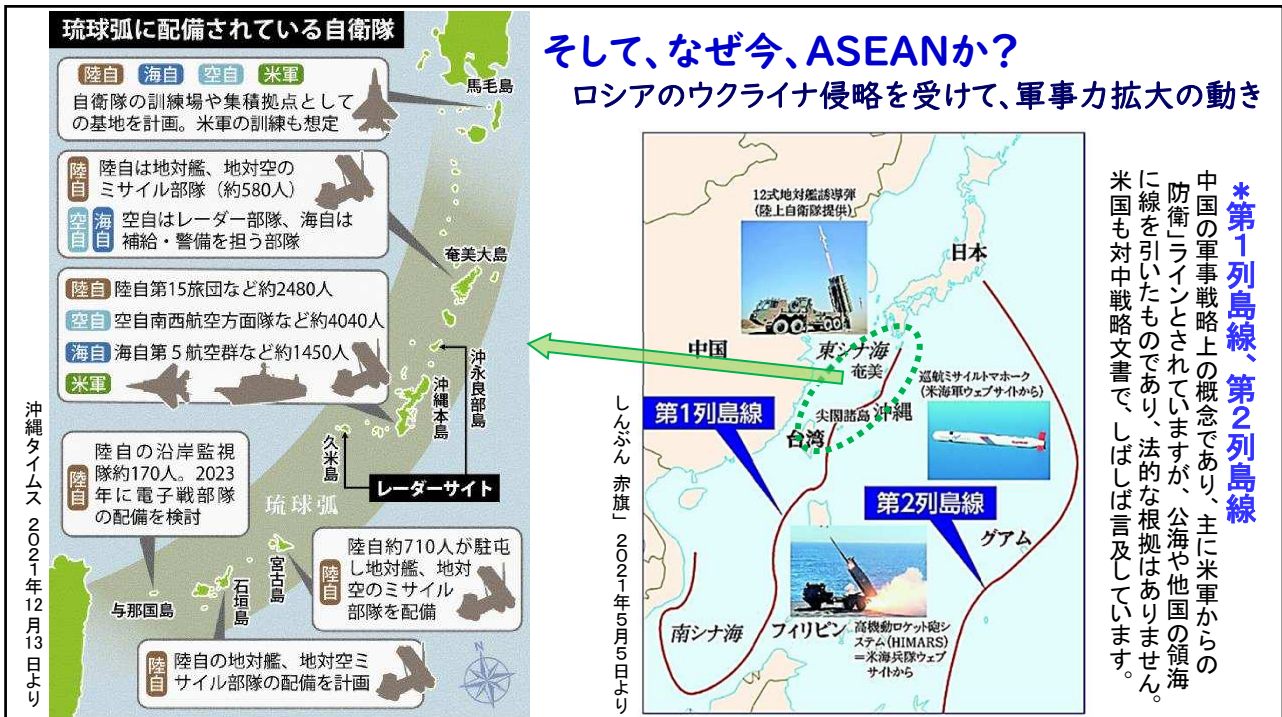 琉球弧に配備されている自衛隊
陸自 海自 空自 米軍
自衛隊の訓練場や集積拠点として
の基地を計画。米軍の訓練も想定
馬毛島
陸自
陸自は地対艦、地対空の
ミサイル部隊（約580人）
空自 海自
空自はレーダー部隊、海自は
補給・警備を担う部隊
奄美大島
陸自 陸自第15旅団など約2480人
空自 空自南西航空方面隊など約4040人
海自 海自第５航空群など約1450人
米軍
沖永良部島
沖縄本島
久米島
レーダーサイト
陸自
陸自の沿岸監視
隊約170人。2023
年に電子戦部隊
の配備を検討
琉球弧
陸自
陸自約710人が駐屯
し地対艦、地対
空のミサイル
部隊を配備
宮古島
石垣島
与那国島
陸自
陸自の地対艦、地対空ミ
サイル部隊の配備を計画
沖縄タイムス 2021年12月13日より
そして、なぜ今、ASEANか？
ロシアのウクライナ侵略を受けて、軍事力拡大の動き
12式地対艦誘導弾
(陸上自衛隊提供)
日本
中国
東シナ海
奄美
巡航ミサイルトマホーク
(米海軍ウェブサイトから)
尖閣諸島
沖縄
第1列島線
台湾
第2列島線
グアム
南シナ海
フィリピン
高機動ロケット砲シ
ステム(HIMARS)
＝米海兵隊ウェブ
サイトから
しんぶん 赤旗」 2021年5月5日より
＊第１列島線、第２列島線
中国の軍事戦略上の概念であり、主に米軍からの
防衛」ラインとされていますが、公海や他国の領海
に線を引いたものであり、法的な根拠はありません。
米国も対中戦略文書で、しばしば言及しています。